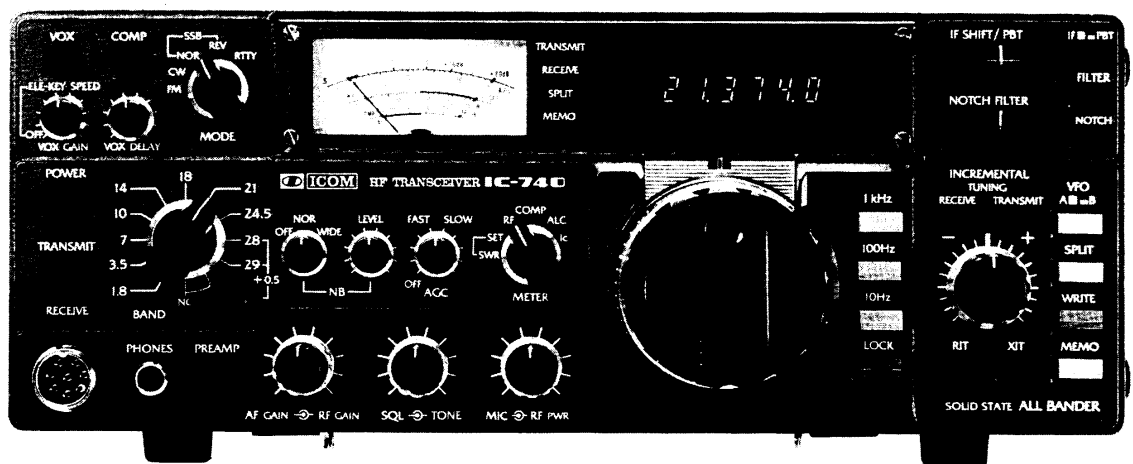 VOX
COMP
SSB
NOR
REV
RTTY
CW
FM
ELE-KEY SPEED
OFF
VOX GAIN
VOX DELAY
MODE
TRANSMIT
RECEIVE
SPLIT
MEMO
21.374.0
IF SHIFT/PBT
IF PBT
FILTER
NOTCH FILTER
NOTCH
POWER
TRANSMIT
RECEIVE
18
14
21
10
24.5
7
28
3.5
29
+0.5
1.8
BAND
ICOM HF TRANSCEIVER IC-740
NOR
OFF WIDE
LEVEL
NB
FAST SLOW
OFF
AGC
COMP
RF ALC
SET Ic
SWR
METER
1 kHz
100Hz
10Hz
LOCK
INCREMENTAL
TUNING
RECEIVE TRANSMIT
- +
RIT XIT
VFO
A B
SPLIT
WRITE
MEMO
PHONES
PREAMP
AF GAIN RF GAIN
SQL TONE
MIC RF PWR
SOLID STATE ALL BANDER